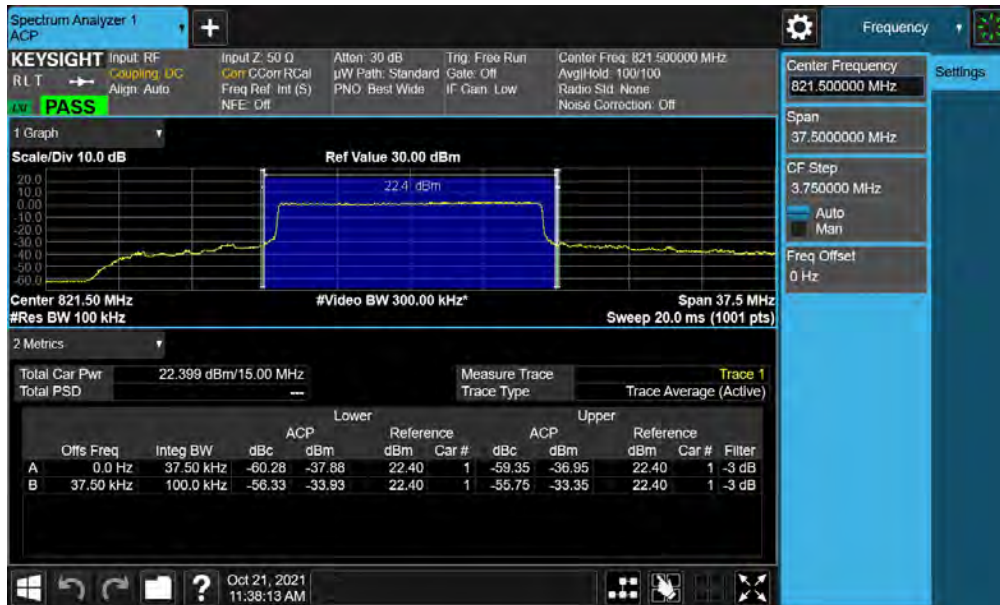 Spectrum Analyzer 1
ACP
Frequency
KEYSIGHT Input: RF Input Z: 50 Ω Atten: 30 dB Trig: Free Run Center Freq: 821.500000 MHz
RLT Coupling: DC Corr CCorr RCal µW Path: Standard Gate: Off Avg|Hold: 100/100
Align: Auto Freq Ref: Int (S) PNO: Best Wide IF Gain: Low Radio Std: None
PASS NFE: Off Noise Correction: Off
Center Frequency
821.500000 MHz
Settings
Span
37.5000000 MHz
CF Step
3.750000 MHz
Auto
Man
Freq Offset
0 Hz
1 Graph
Scale/Div 10.0 dB Ref Value 30.00 dBm
22.4 dBm
20.0
10.0
0.00
-10.0
-20.0
-30.0
-40.0
-50.0
-60.0
Center 821.50 MHz #Video BW 300.00 kHz* Span 37.5 MHz
#Res BW 100 kHz Sweep 20.0 ms (1001 pts)
2 Metrics
Total Car Pwr 22.399 dBm/15.00 MHz Measure Trace Trace 1
Total PSD --- Trace Type Trace Average (Active)
Lower Upper
ACP Reference ACP Reference
Offs Freq Integ BW dBc dBm dBm Car # dBc dBm dBm Car # Filter
A 0.0 Hz 37.50 kHz -60.28 -37.88 22.40 1 -59.35 -36.95 22.40 1 -3 dB
B 37.50 kHz 100.0 kHz -56.33 -33.93 22.40 1 -55.75 -33.35 22.40 1 -3 dB
? Oct 21, 2021
11:38:13 AM